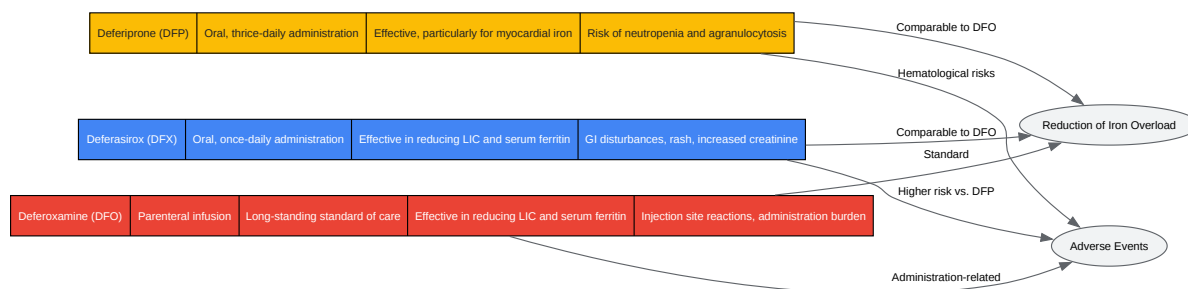 Deferiprone (DFP)
Oral, thrice-daily administration
Effective, particularly for myocardial iron
Risk of neutropenia and agranulocytosis
Comparable to DFO
Hematological risks
Reduction of Iron Overload
Deferasirox (DFX)
Oral, once-daily administration
Effective in reducing LIC and serum ferritin
GI disturbances, rash, increased creatinine
Comparable to DFO
Standard
Higher risk vs. DFP
Deferoxamine (DFO)
Parenteral infusion
Long-standing standard of care
Effective in reducing LIC and serum ferritin
Injection site reactions, administration burden
Adverse Events
Administration-related